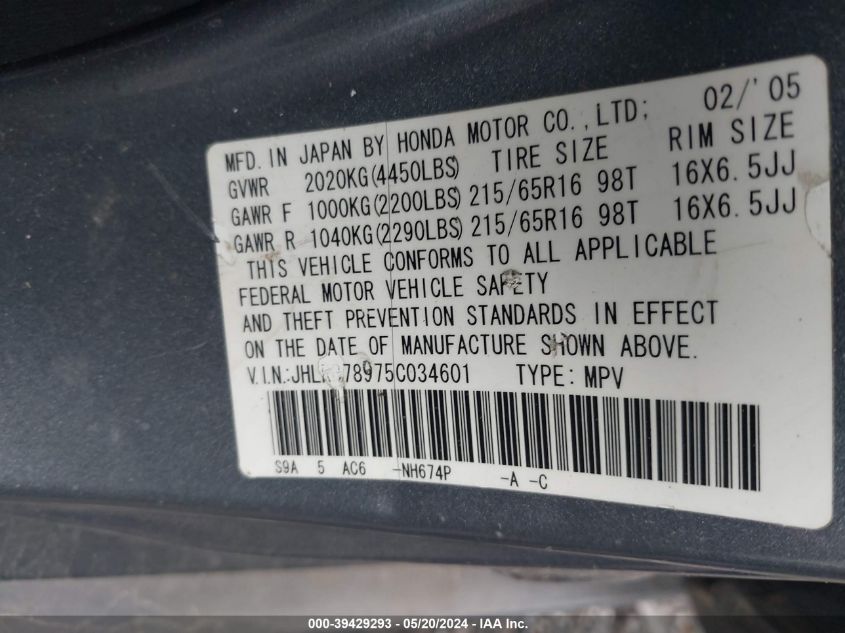 MFD. IN JAPAN BY HONDA MOTOR CO.,LTD; 02/'05
GVWR 2020KG(4450LBS) TIRE SIZE RIM SIZE
GAWR F 1000KG(2200LBS) 215/65R16 98T 16X6.5JJ
GAWR R 1040KG(2290LBS) 215/65R16 98T 16X6.5JJ
THIS VEHICLE CONFORMS TO ALL APPLICABLE
FEDERAL MOTOR VEHICLE SAFETY
AND THEFT PREVENTION STANDARDS IN EFFECT
ON THE DATE OF MANUFACTURE SHOWN ABOVE.
V.I.N.: TYPE: MPV
S9A 5 AC6 -NH674P -A -C
000-39429293 - 05/20/2024 - IAAI.COM